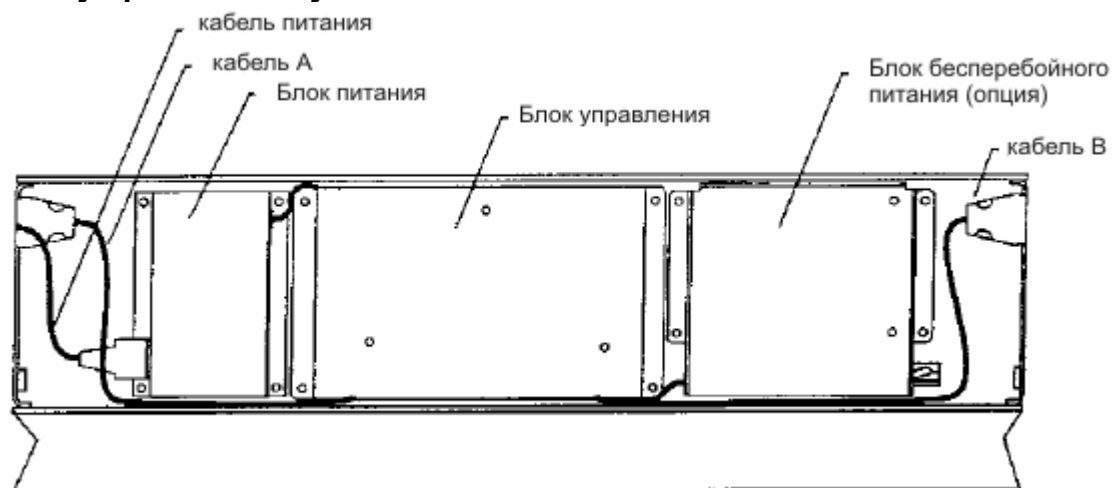 кабель питания
кабель А
Блок питания
Блок управления
Блок бесперебойного
питания (опция)
кабель В